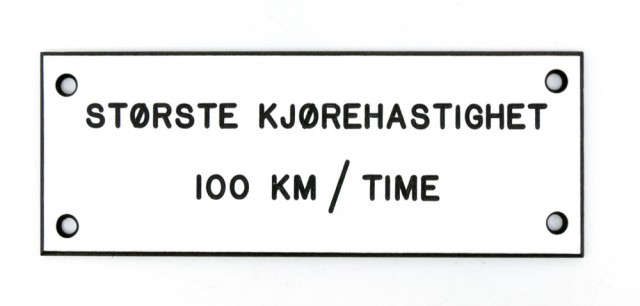 STØRSTE KJØREHASTIGHET
100 KM / TIME